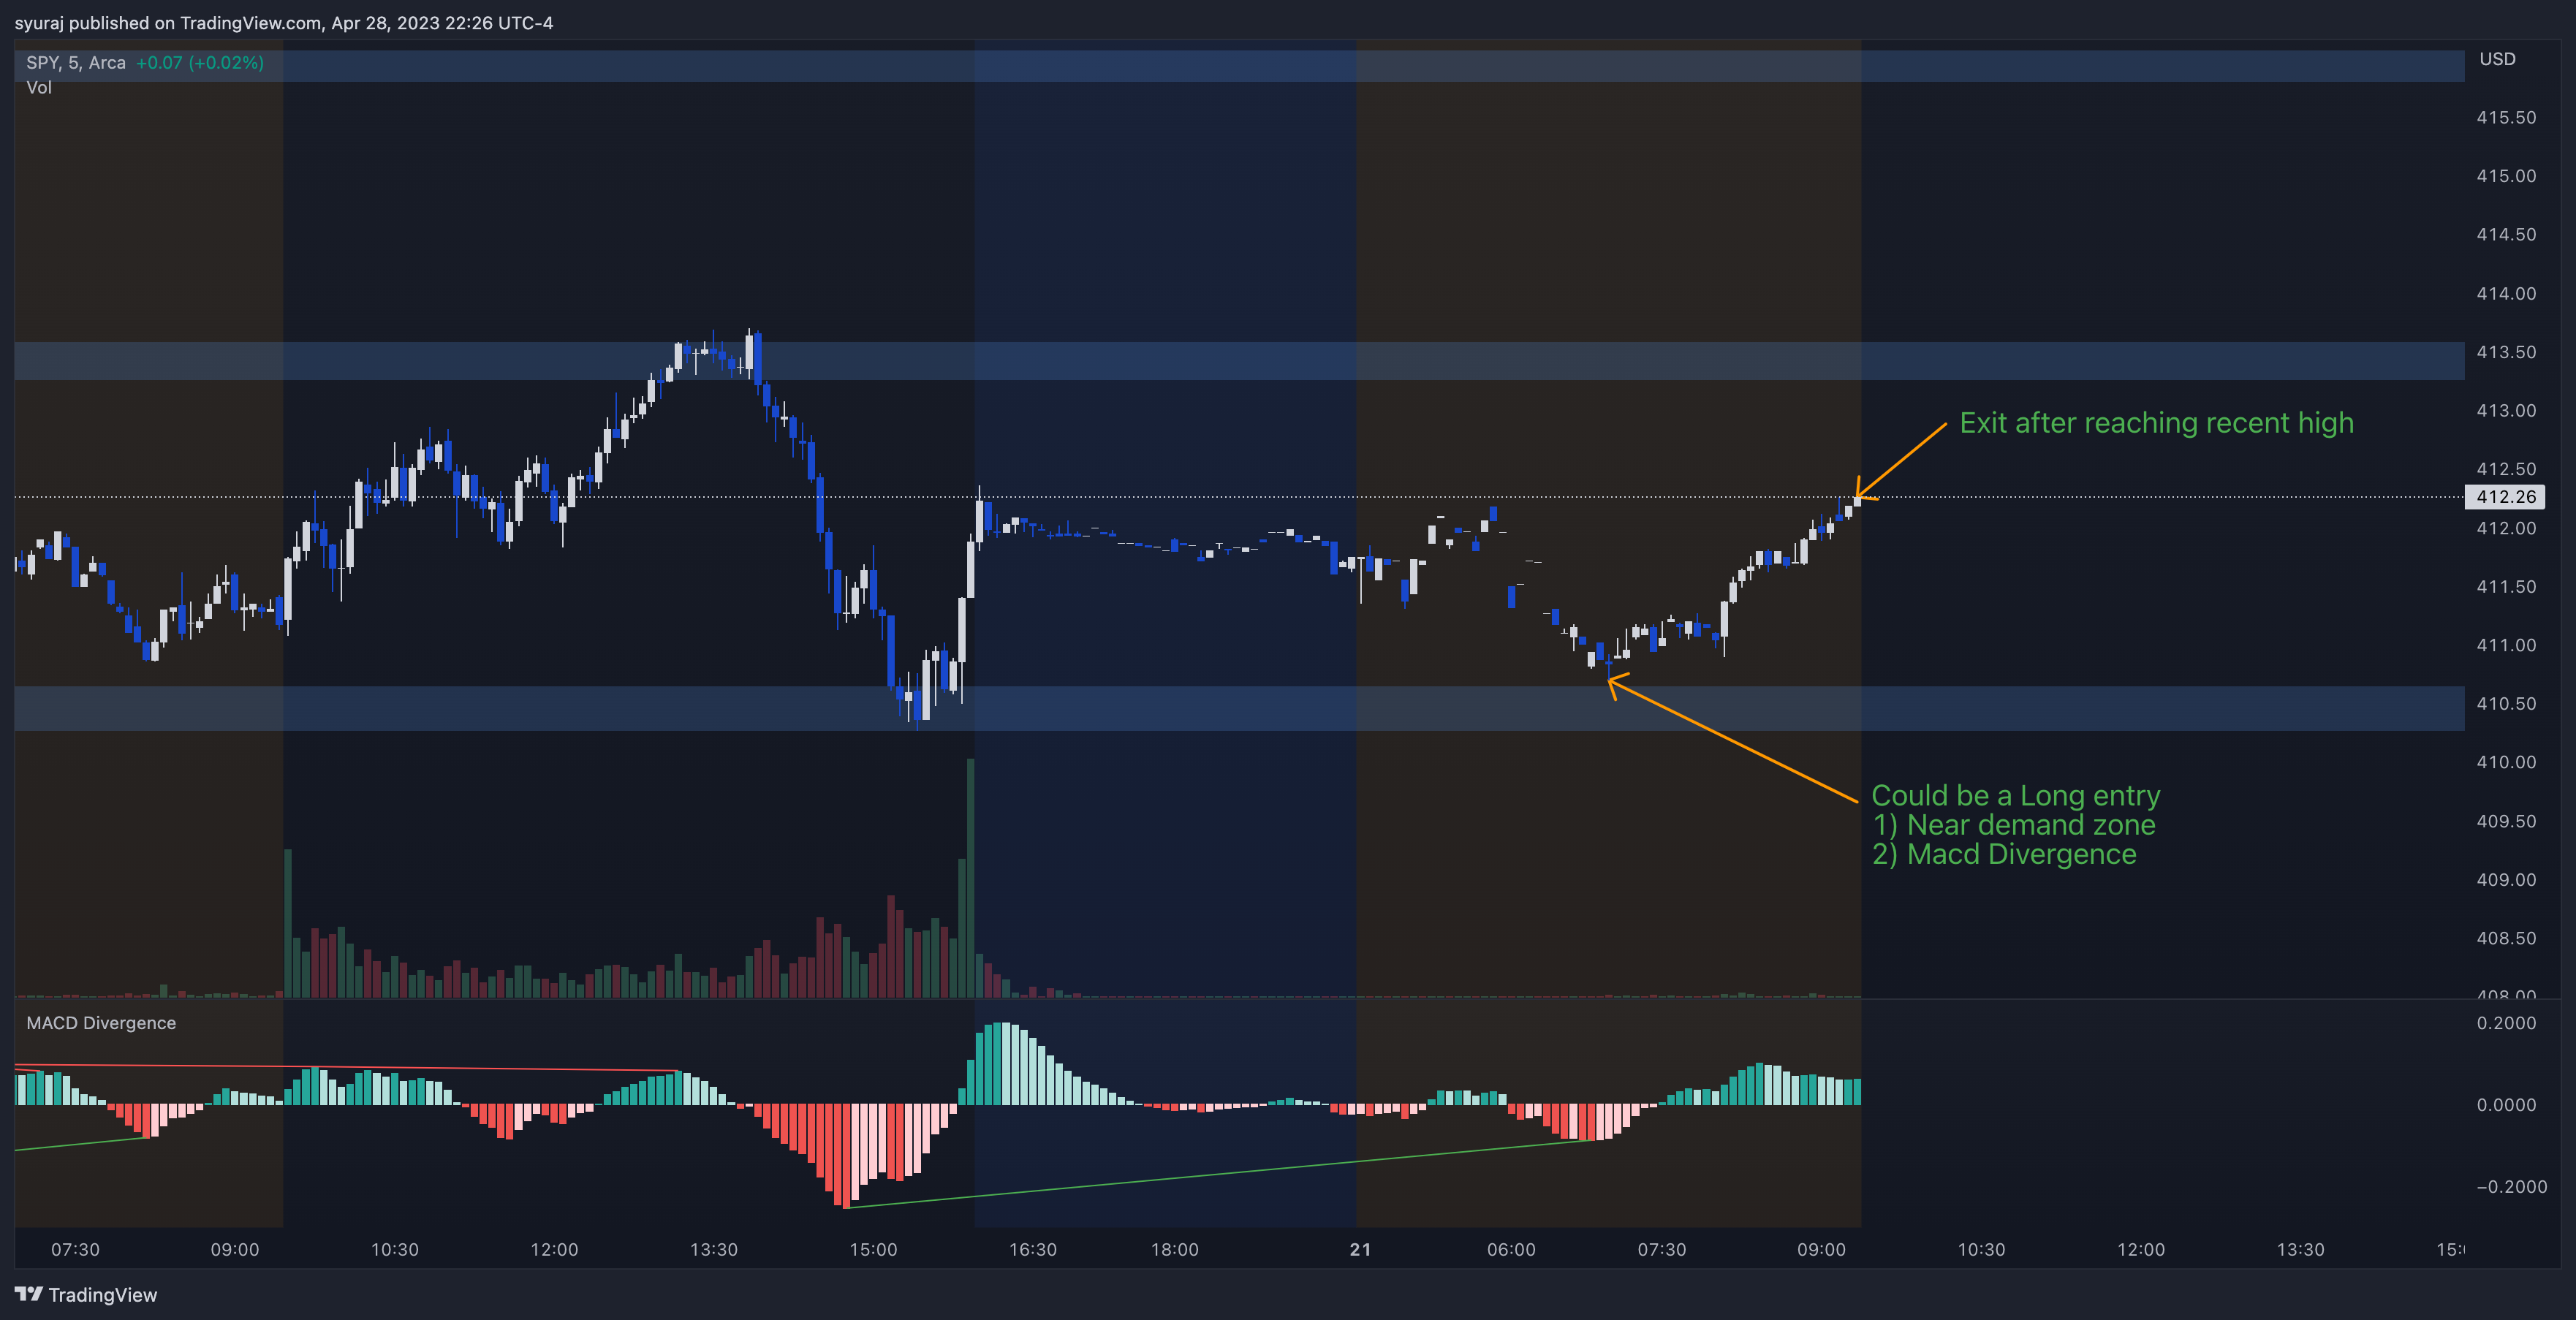 syuraj published on TradingView.com, Apr 28, 2023 22:26 UTC-4
SPY, 5, Arca +0.07 (+0.02%)
Vol
USD
415.50
415.00
414.50
414.00
413.50
413.00
412.50
412.26
412.00
411.50
411.00
410.50
410.00
409.50
409.00
408.50
408.00
Exit after reaching recent high
Could be a Long entry
1) Near demand zone
2) Macd Divergence
MACD Divergence
0.2000
0.0000
−0.2000
07:30 09:00 10:30 12:00 13:30 15:00 16:30 18:00 21 06:00 07:30 09:00 10:30 12:00 13:30 15:
TradingView